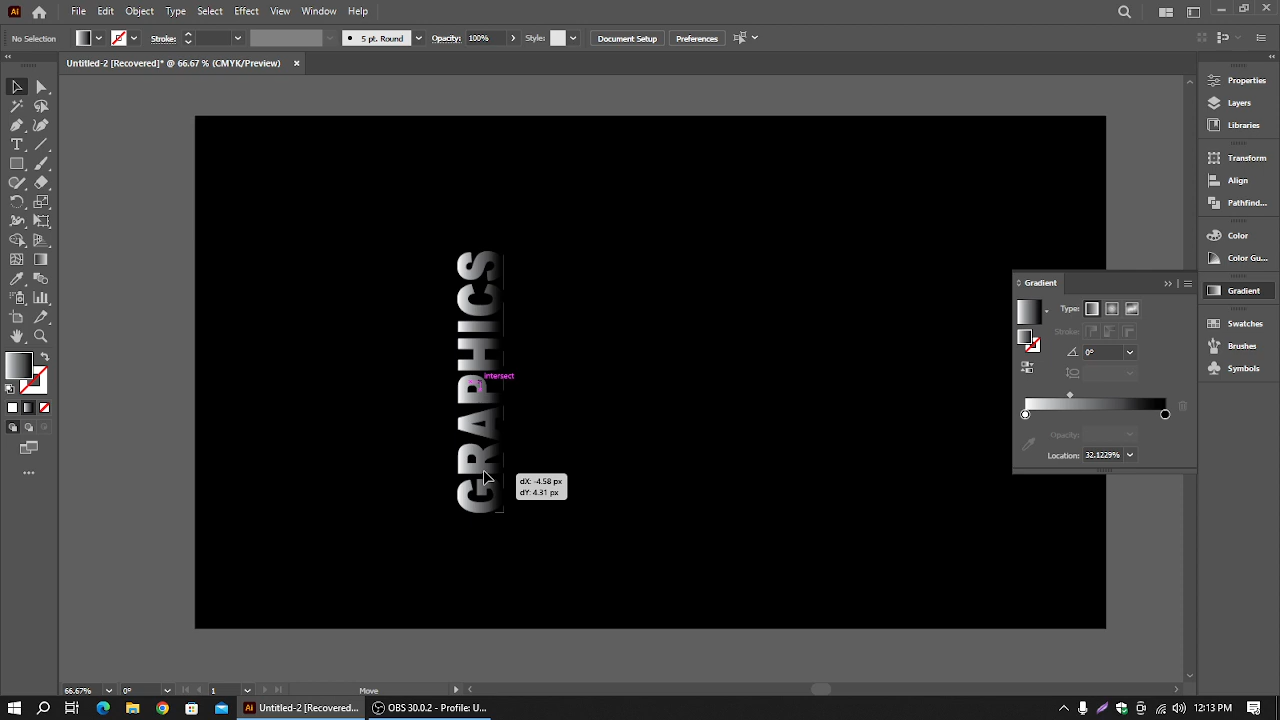 Ai File Edit Object Type Select Effect View Window Help
No Selection Stroke: 5 pt. Round Opacity: 100% Style: Document Setup Preferences
Untitled-2 [Recovered]* @ 66.67 % (CMYK/Preview) ×
Properties
Layers
Libraries
Transform
Align
Pathfind...
Color
Color Gu...
Gradient
Swatches
Brushes
Symbols
GRAPHICS
intersect
dX: -4.58 px
dY: 4.31 px
Gradient
Type:
Stroke:
0°
Opacity:
Location: 32.1229%
66.67% 0° 1 Move
Ai Untitled-2 [Recovered... OBS 30.0.2 - Profile: U... 12:13 PM